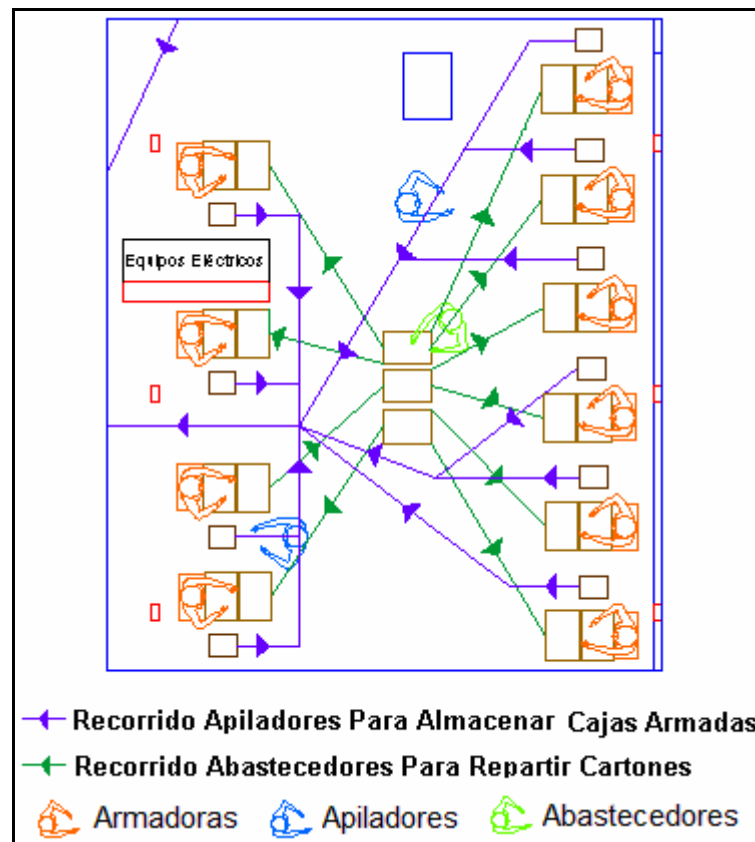 Equipos Eléctricos
Recorrido Apiladores Para Almacenar Cajas Armadas
Recorrido Abastecedores Para Repartir Cartones
Armadoras Apiladores Abastecedores